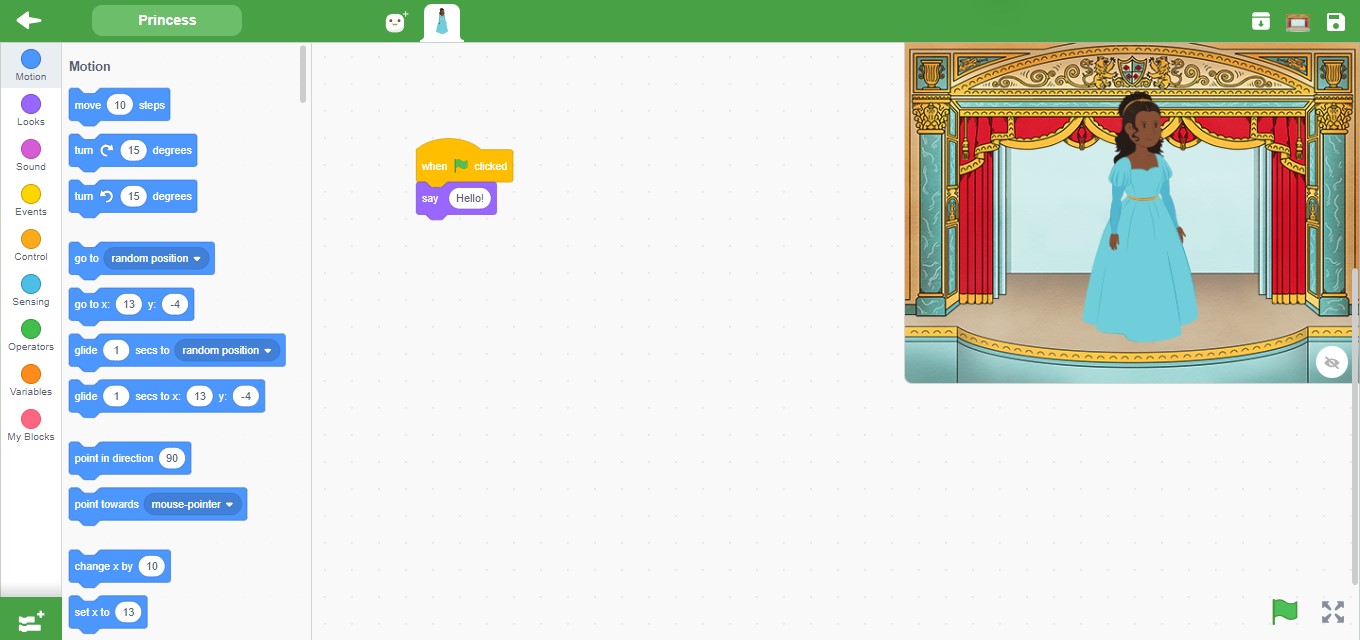 Princess
Motion
Looks
Sound
Events
Control
Sensing
Operators
Variables
My Blocks
Motion
move 10 steps
turn 15 degrees
turn 15 degrees
go to random position
go to x: 13 y: -4
glide 1 secs to random position
glide 1 secs to x: 13 y: -4
point in direction 90
point towards mouse-pointer
change x by 10
set x to 13
when clicked
say Hello!